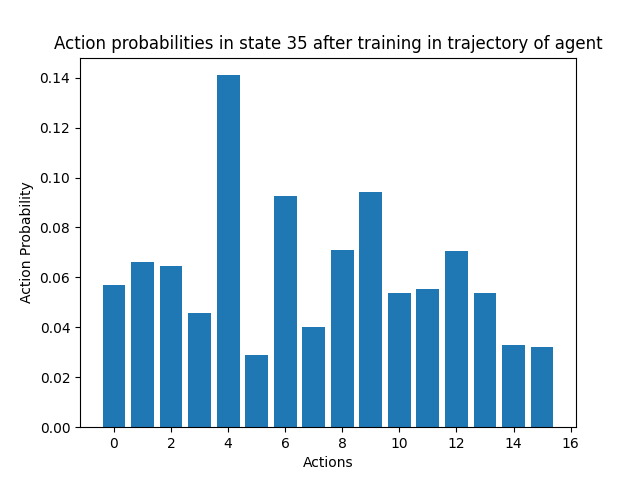 Action probabilities in state 35 after training in trajectory of agent
0.14
0.12
0.10
0.08
0.06
0.04
0.02
0.00
Action Probability
0 2 4 6 8 10 12 14 16
Actions